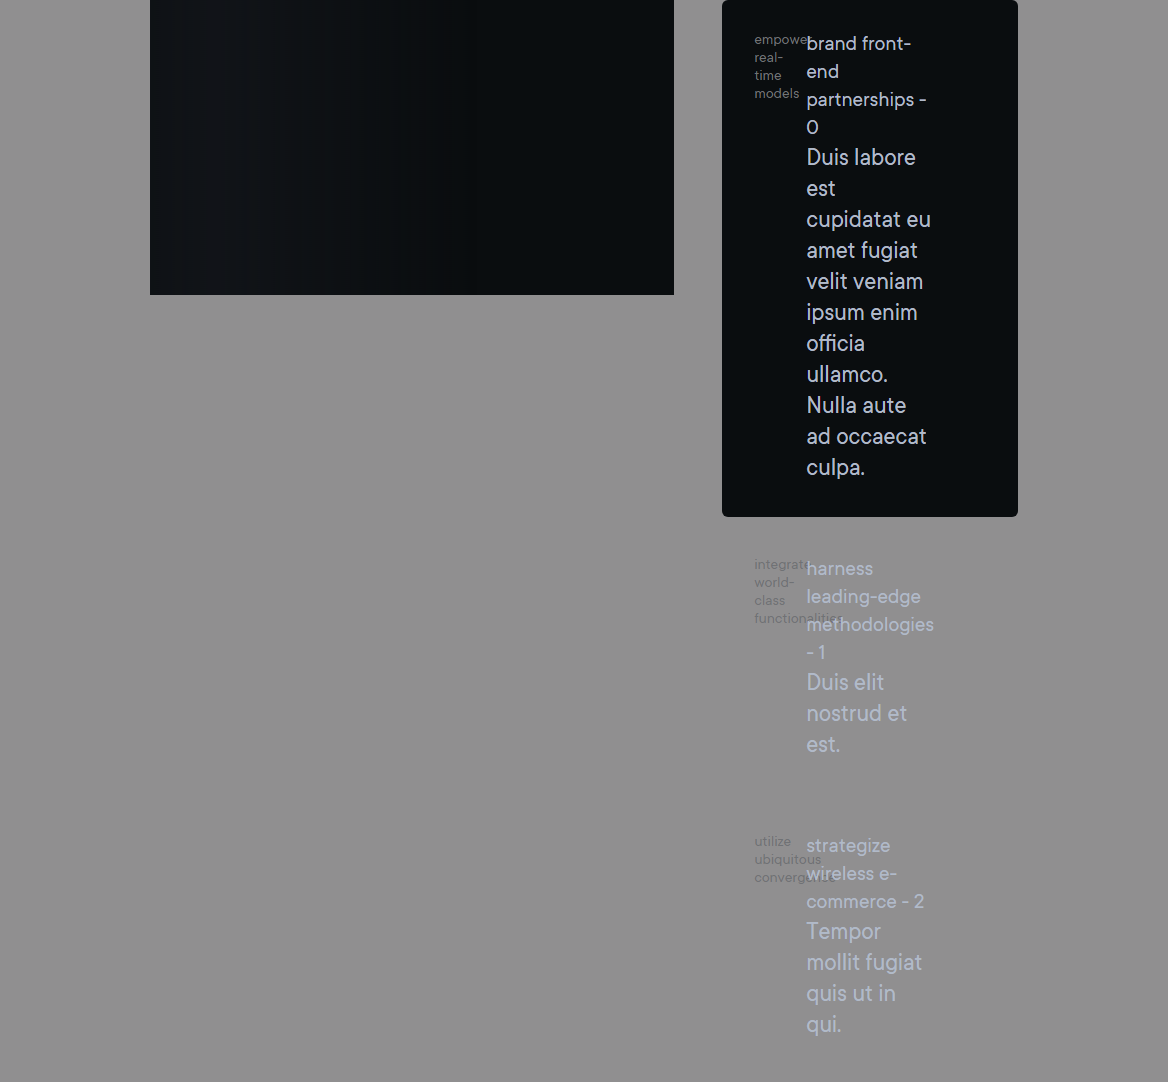 empower
real-
time
models
brand front-
end
partnerships -
0
Duis labore
est
cupidatat eu
amet fugiat
velit veniam
ipsum enim
officia
ullamco.
Nulla aute
ad occaecat
culpa.
integrate
world-
class
functionalities
harness
leading-edge
methodologies
- 1
Duis elit
nostrud et
est.
utilize
ubiquitous
convergence
strategize
wireless e-
commerce - 2
Tempor
mollit fugiat
quis ut in
qui.